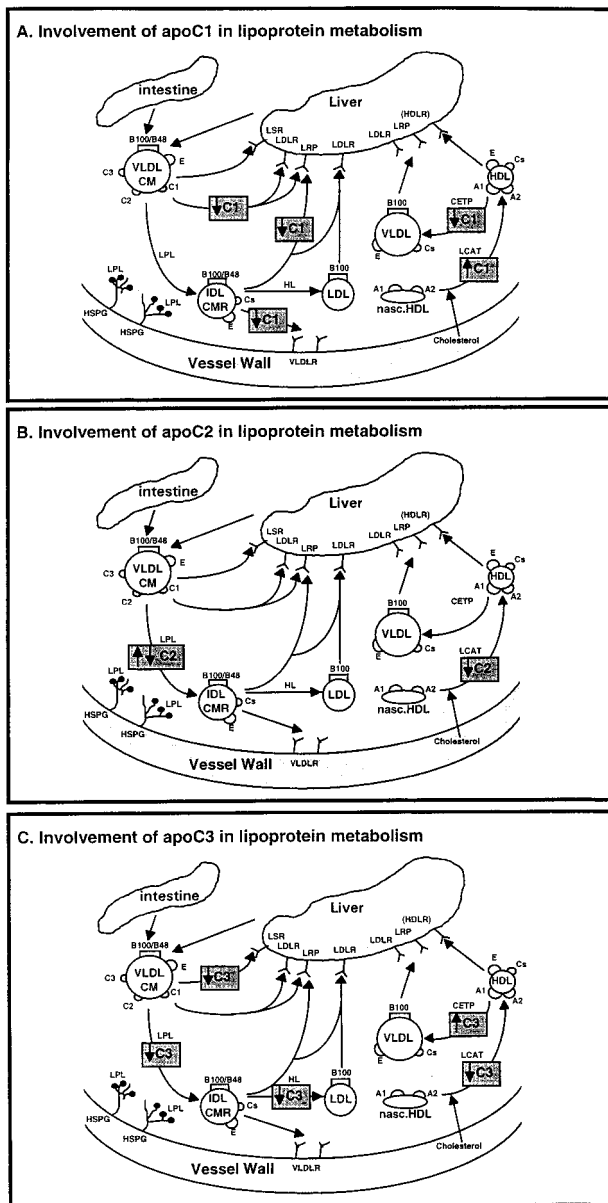 A. Involvement of apoC1 in lipoprotein metabolism
intestine
Liver
(HDLR)
LRP
LDLR
LSR
LDLR
LRP
LDLR
B100/B48
E
C3
VLDL
CM
C1
C2
E
Cs
HDL
A1
A2
CETP
C1
B100
VLDL
E
Cs
C1
C1
LPL
LCAT
C1
LPL
LPL
HSPG
HSPG
B100/B48
IDL
CMR
Cs
E
HL
B100
LDL
A1
A2
nasc.HDL
C1
VLDLR
Cholesterol
Vessel Wall
B. Involvement of apoC2 in lipoprotein metabolism
intestine
Liver
(HDLR)
LRP
LDLR
LSR
LDLR
LRP
LDLR
B100/B48
E
C3
VLDL
CM
C1
C2
E
Cs
HDL
A1
A2
CETP
B100
VLDL
E
Cs
LPL
C2
LCAT
C2
LPL
LPL
HSPG
HSPG
B100/B48
IDL
CMR
Cs
E
HL
B100
LDL
A1
A2
nasc.HDL
VLDLR
Cholesterol
Vessel Wall
C. Involvement of apoC3 in lipoprotein metabolism
intestine
Liver
(HDLR)
LRP
LDLR
LSR
LDLR
LRP
LDLR
B100/B48
E
C3
VLDL
CM
C1
C2
C3
E
Cs
HDL
A1
A2
CETP
C3
B100
VLDL
E
Cs
LPL
C3
LCAT
C3
LPL
LPL
HSPG
HSPG
B100/B48
IDL
CMR
Cs
E
HL
C3
B100
LDL
A1
A2
nasc.HDL
VLDLR
Cholesterol
Vessel Wall